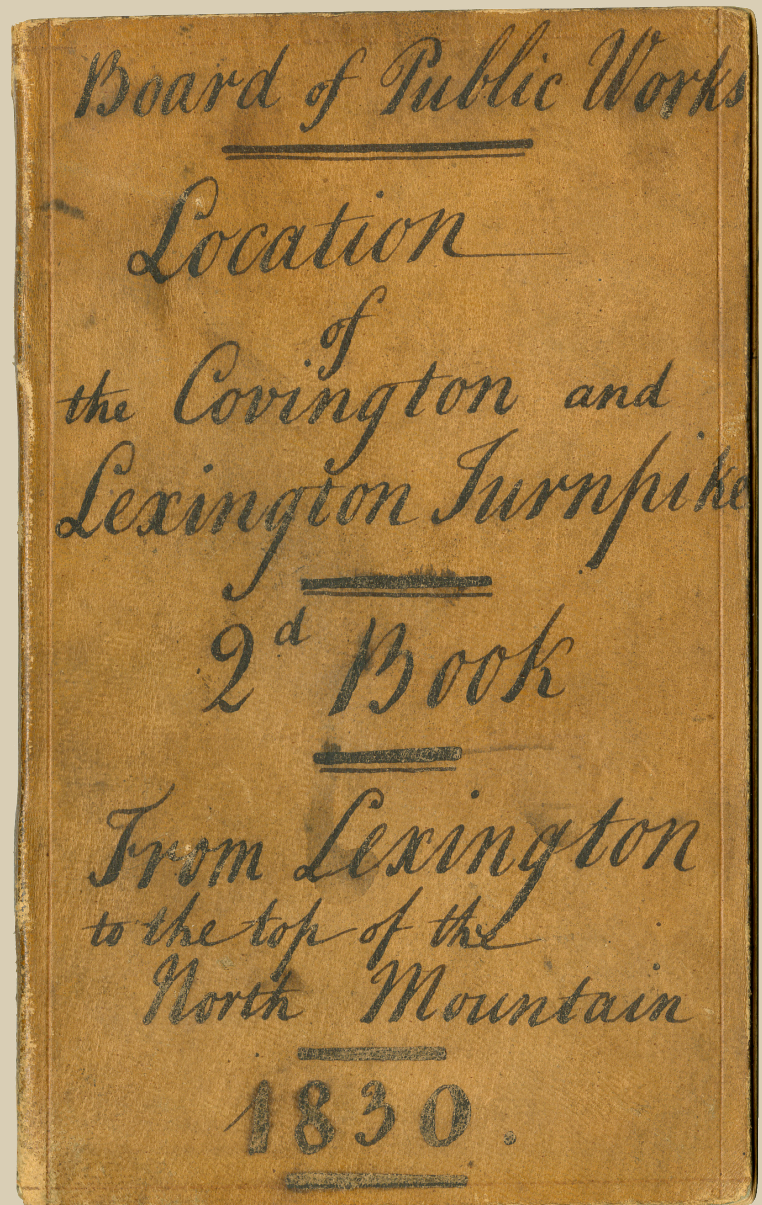 Board of Public Works
Location
of
the Covington and
Lexington Turnpike
2d Book
From Lexington
to the top of the
North Mountain
1830.